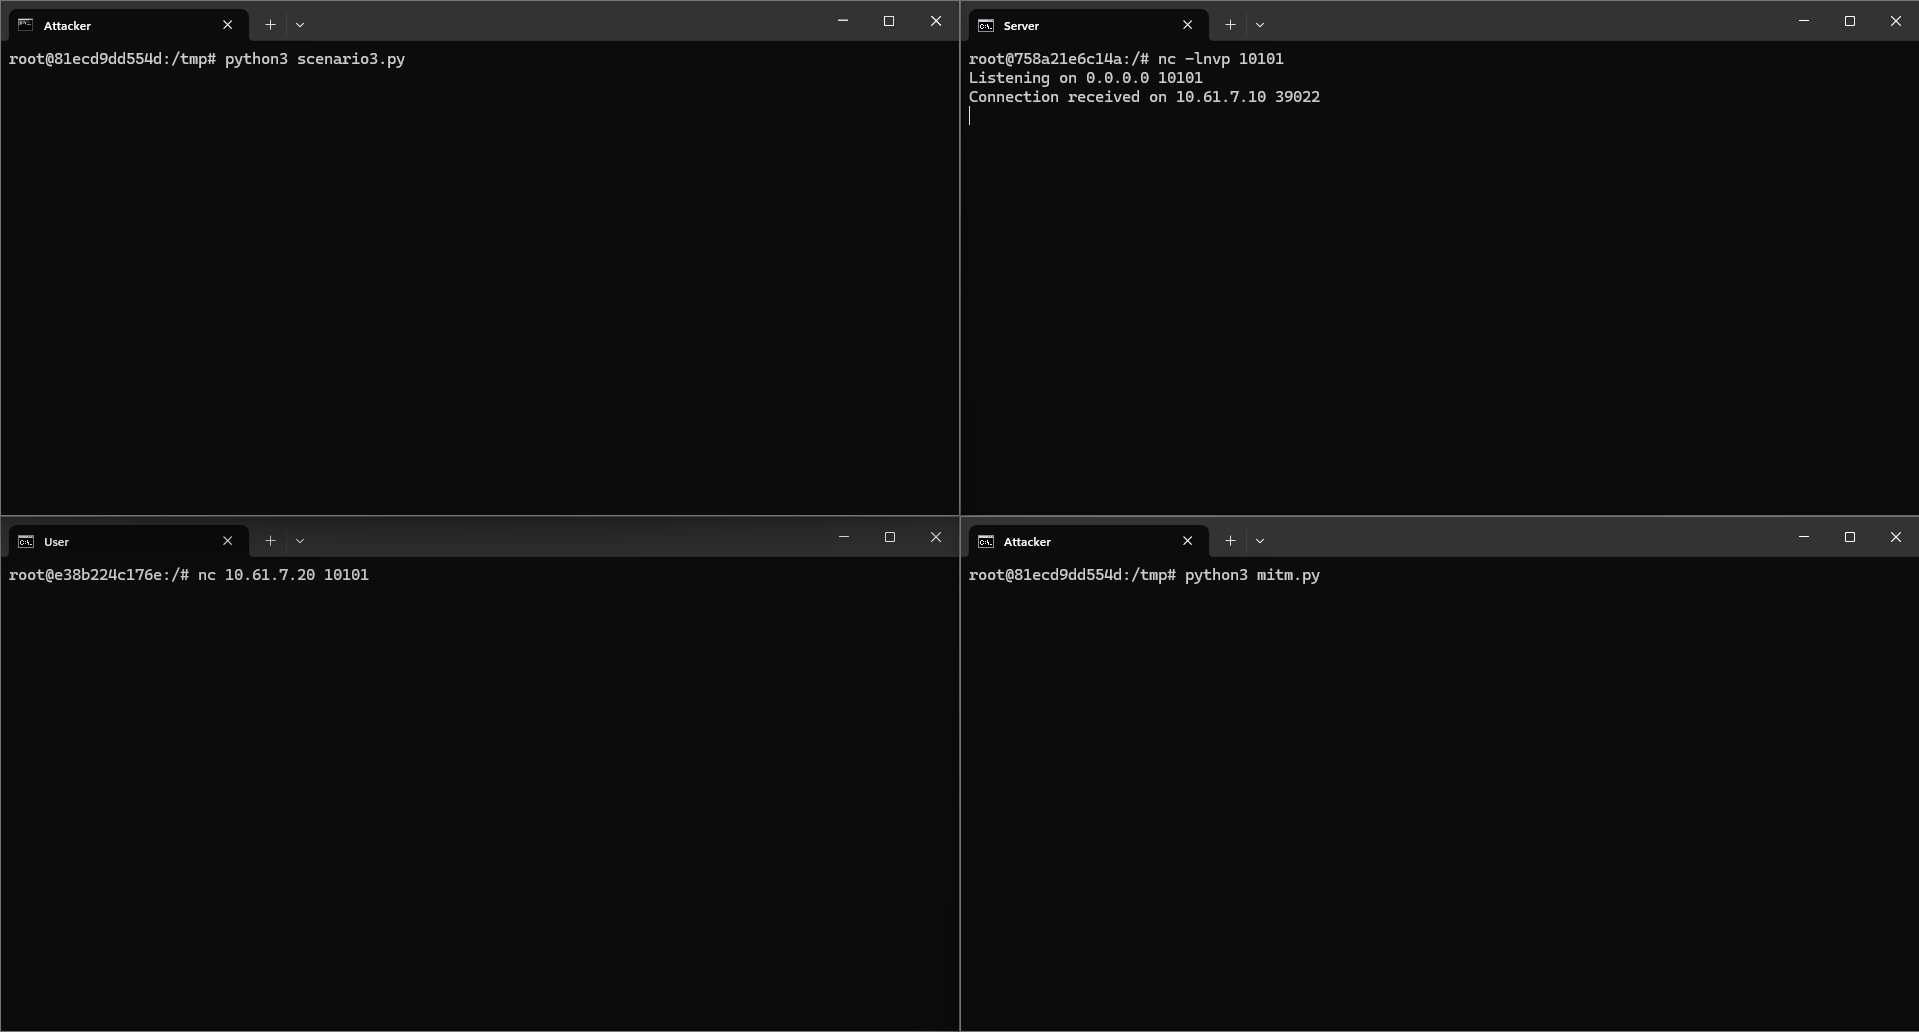 Attacker
root@81ecd9dd554d:/tmp# python3 scenario3.py
Server
root@758a21e6c14a:/# nc -lnvp 10101
Listening on 0.0.0.0 10101
Connection received on 10.61.7.10 39022
User
root@e38b224c176e:/# nc 10.61.7.20 10101
Attacker
root@81ecd9dd554d:/tmp# python3 mitm.py